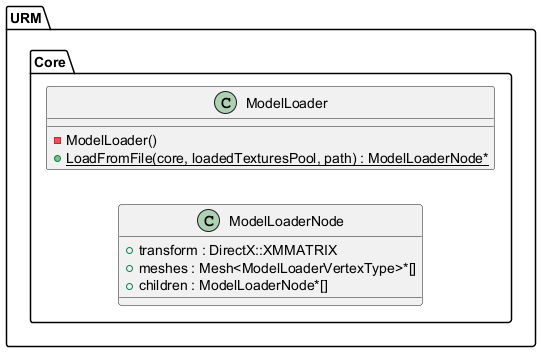 URM
Core
C ModelLoader
ModelLoader()
LoadFromFile(core, loadedTexturesPool, path) : ModelLoaderNode*
C ModelLoaderNode
transform : DirectX::XMMATRIX
meshes : Mesh<ModelLoaderVertexType>*[]
children : ModelLoaderNode*[]